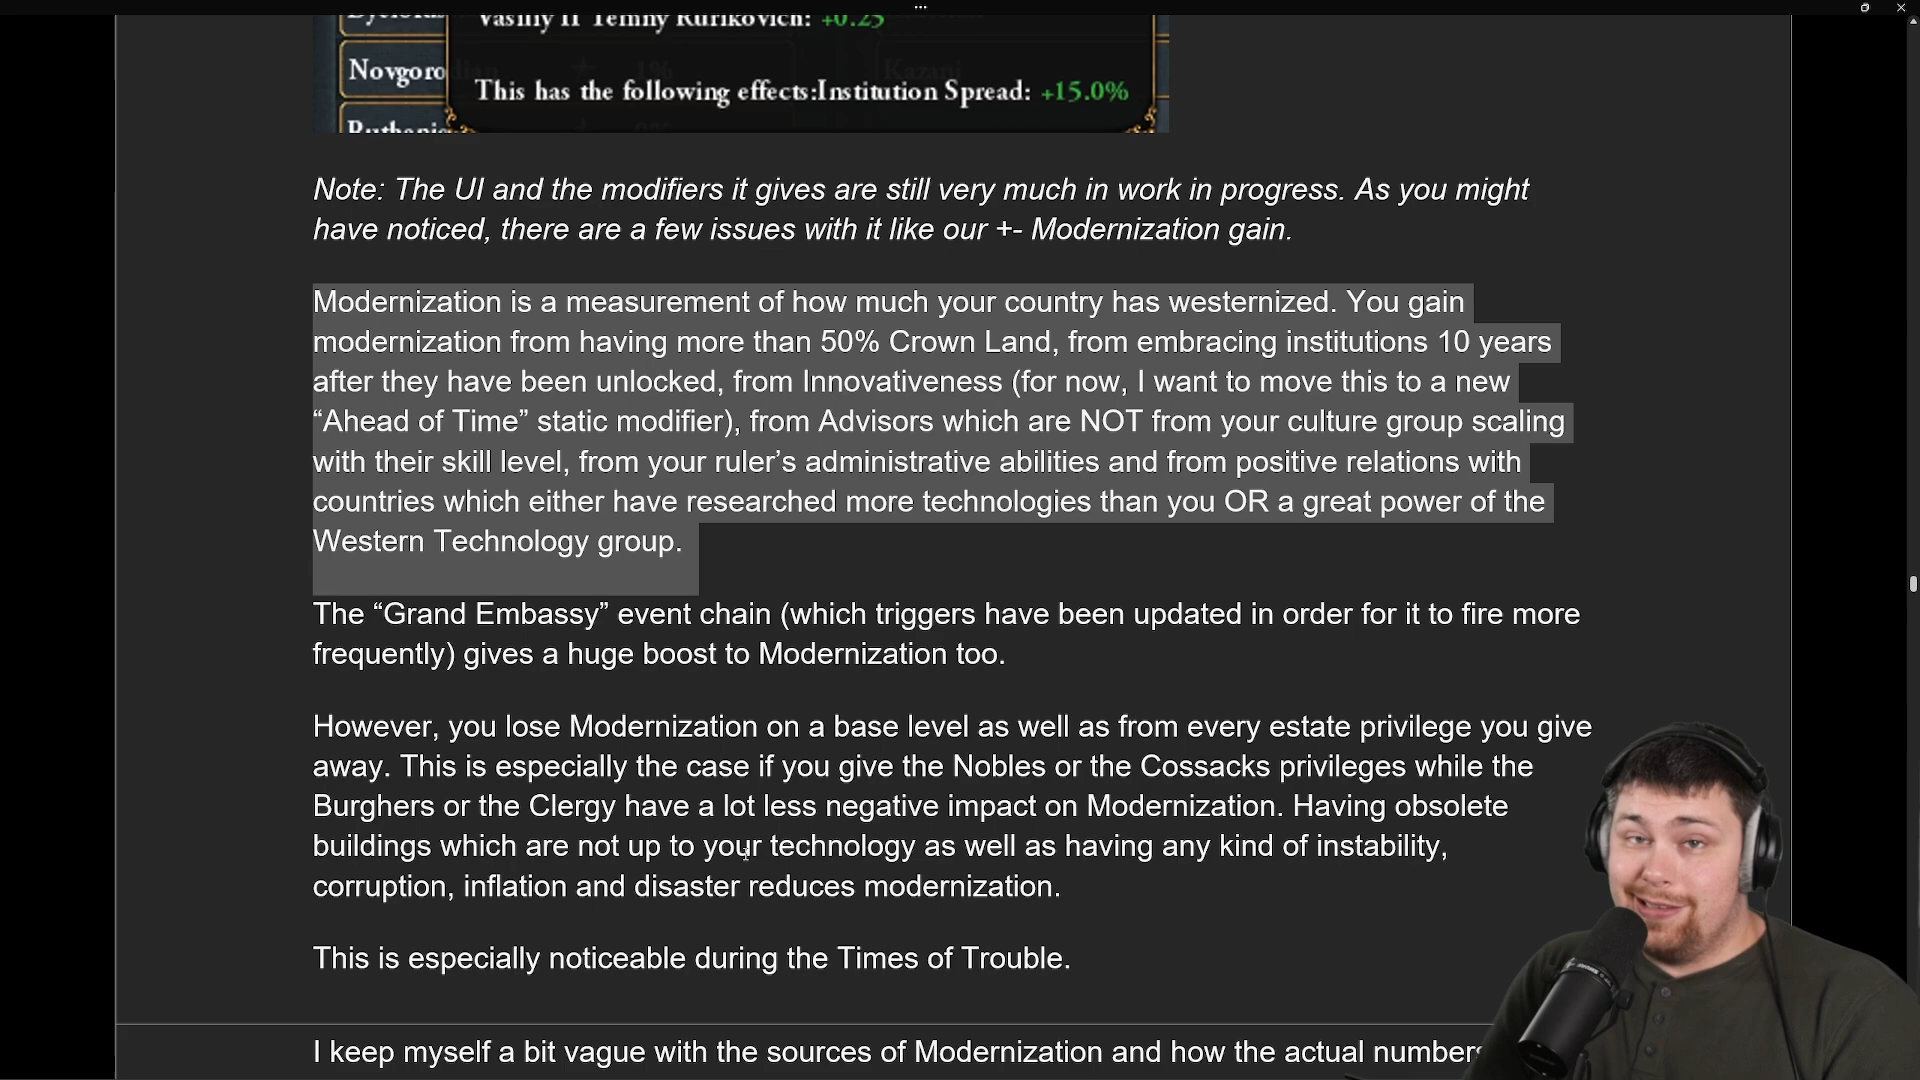 Vasiliy II Temny Rurikovich: +0.25
Novgoro
This has the following effects:Institution Spread: +15.0%
Note: The UI and the modifiers it gives are still very much in work in progress. As you might
have noticed, there are a few issues with it like our +- Modernization gain.
Modernization is a measurement of how much your country has westernized. You gain
modernization from having more than 50% Crown Land, from embracing institutions 10 years
after they have been unlocked, from Innovativeness (for now, I want to move this to a new
“Ahead of Time” static modifier), from Advisors which are NOT from your culture group scaling
with their skill level, from your ruler’s administrative abilities and from positive relations with
countries which either have researched more technologies than you OR a great power of the
Western Technology group.
The “Grand Embassy” event chain (which triggers have been updated in order for it to fire more
frequently) gives a huge boost to Modernization too.
However, you lose Modernization on a base level as well as from every estate privilege you give
away. This is especially the case if you give the Nobles or the Cossacks privileges while the
Burghers or the Clergy have a lot less negative impact on Modernization. Having obsolete
buildings which are not up to your technology as well as having any kind of instability,
corruption, inflation and disaster reduces modernization.
This is especially noticeable during the Times of Trouble.
I keep myself a bit vague with the sources of Modernization and how the actual numbers